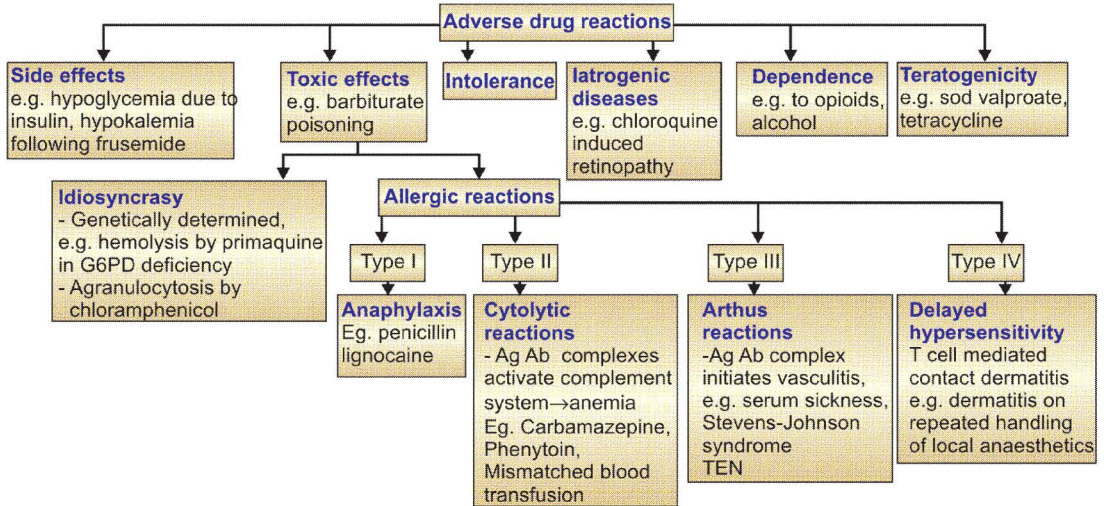 Adverse drug reactions
Side effects
e.g. hypoglycemia due to
insulin, hypokalemia
following frusemide
Toxic effects
e.g. barbiturate
poisoning
Intolerance
Iatrogenic
diseases
e.g. chloroquine
induced
retinopathy
Dependence
e.g. to opioids,
alcohol
Teratogenicity
e.g. sod valproate,
tetracycline
Idiosyncrasy
- Genetically determined,
e.g. hemolysis by primaquine
in G6PD deficiency
- Agranulocytosis by
chloramphenicol
Allergic reactions
Type I
Anaphylaxis
Eg. penicillin
lignocaine
Type II
Cytolytic
reactions
- Ag Ab complexes
activate complement
system→anemia
Eg. Carbamazepine,
Phenytoin,
Mismatched blood
transfusion
Type III
Arthus
reactions
-Ag Ab complex
initiates vasculitis,
e.g. serum sickness,
Stevens-Johnson
syndrome
TEN
Type IV
Delayed
hypersensitivity
T cell mediated
contact dermatitis
e.g. dermatitis on
repeated handling
of local anaesthetics